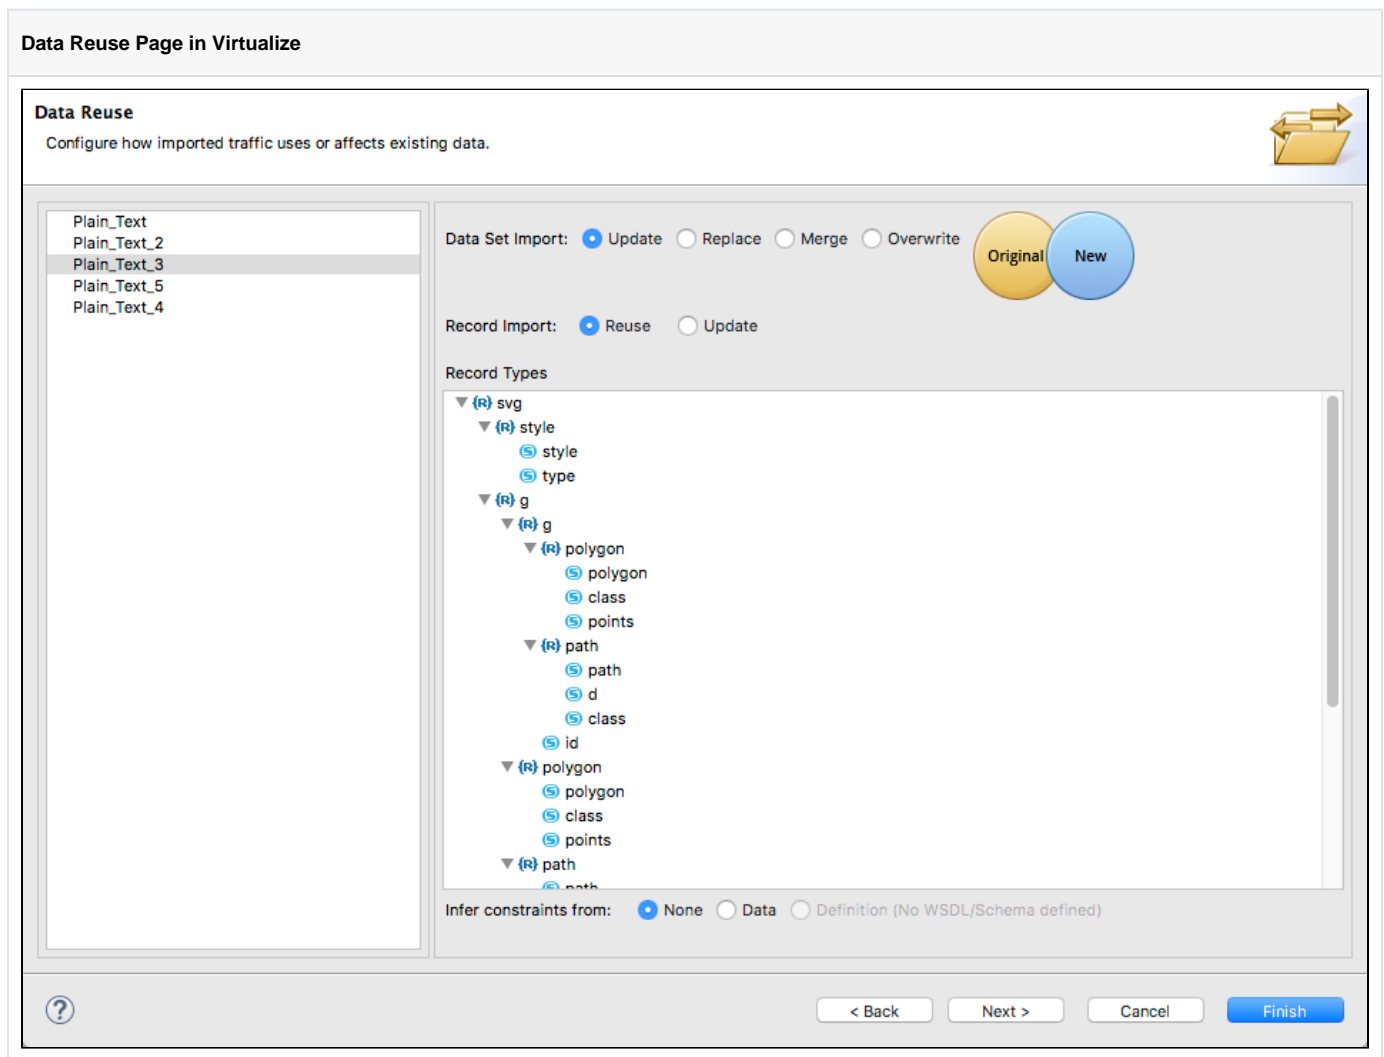 Data Reuse Page in Virtualize
Data Reuse
Configure how imported traffic uses or affects existing data.
Plain_Text
Plain_Text_2
Plain_Text_3
Plain_Text_5
Plain_Text_4
Data Set Import: Update Replace Merge Overwrite
Original New
Record Import: Reuse Update
Record Types
{R} svg
{R} style
S style
S type
{R} g
{R} g
{R} polygon
S polygon
S class
S points
{R} path
S path
S d
S class
S id
{R} polygon
S polygon
S class
S points
{R} path
S path
Infer constraints from: None Data Definition (No WSDL/Schema defined)
? < Back Next > Cancel Finish